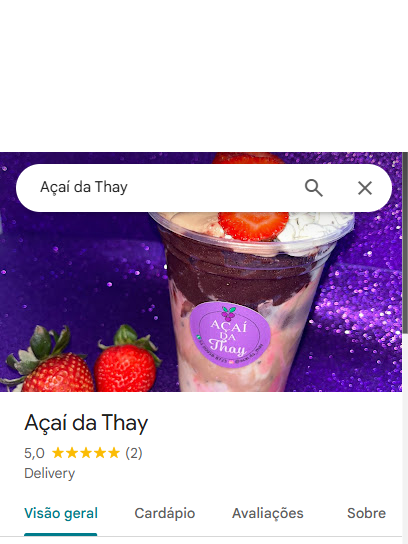 Açaí da Thay
AÇAÍ
DA
Thay
Açaí da Thay
5,0 ★★★★★ (2)
Delivery
Visão geral Cardápio Avaliações Sobre